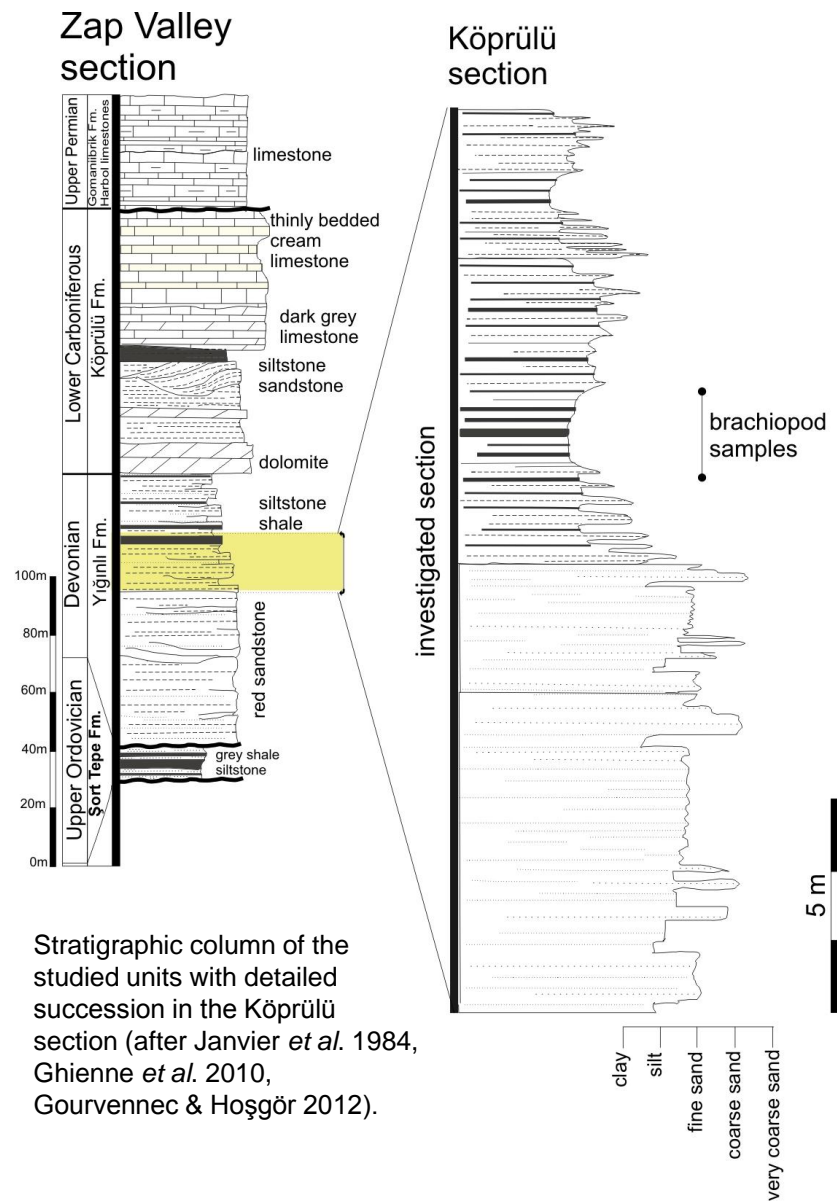 Zap Valley
section
Köprülü
section
Upper Permian
Gomaniibrik Fm.
Harbol limestones
limestone
Lower Carboniferous
Köprülü Fm.
thinly bedded
cream
limestone
dark grey
limestone
siltstone
sandstone
dolomite
Devonian
Yığınlı Fm.
siltstone
shale
red sandstone
Upper Ordovician
Şort Tepe Fm.
grey shale
siltstone
100m
80m
60m
40m
20m
0m
investigated section
brachiopod
samples
5 m
clay
silt
fine sand
coarse sand
very coarse sand
Stratigraphic column of the
studied units with detailed
succession in the Köprülü
section (after Janvier et al. 1984,
Ghienne et al. 2010,
Gourvennec & Hoşgör 2012).